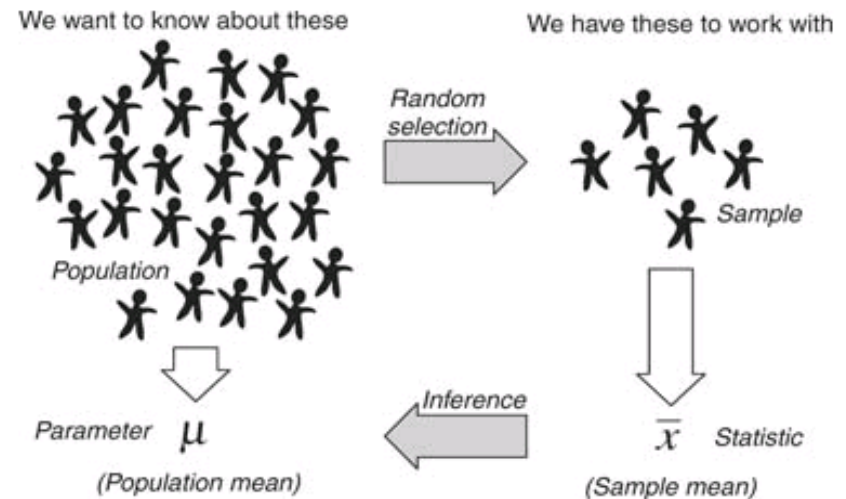 We want to know about these
We have these to work with
Random
selection
Sample
Population
Inference
Parameter μ
x̅ Statistic
(Population mean)
(Sample mean)